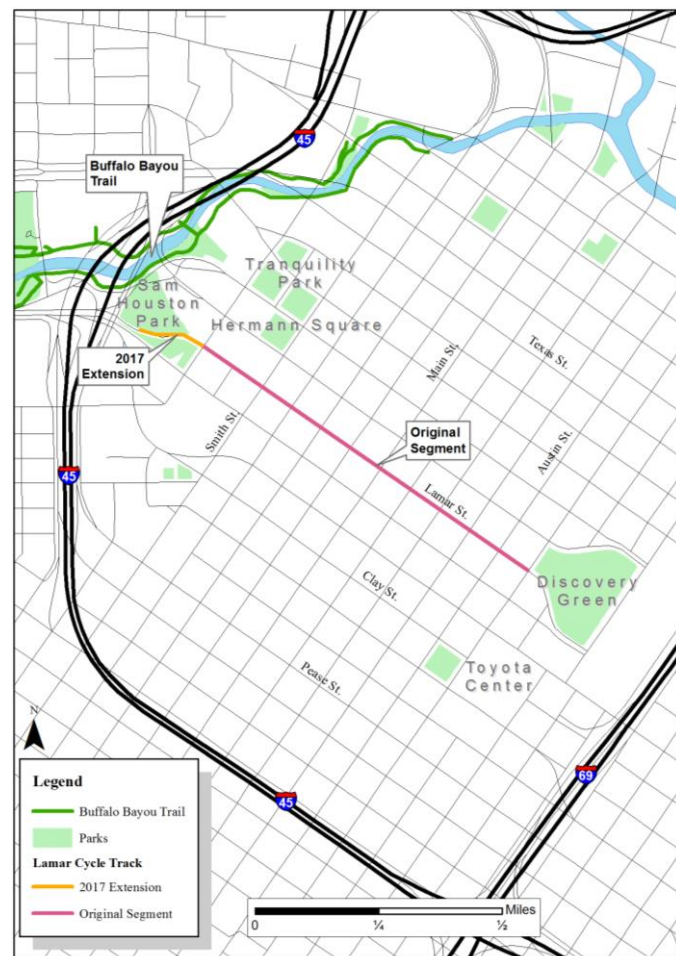 45
Buffalo Bayou
Trail
Tranquility
Park
Sam
Houston
Park
Hermann Square
2017
Extension
Main St.
Texas St.
Smith St.
Original
Segment
Austin St.
45
Lamar St.
Discovery
Green
Clay St.
Toyota
Center
Pease St.
N
69
45
Legend
Buffalo Bayou Trail
Parks
Lamar Cycle Track
2017 Extension
Original Segment
Miles
0 ¼ ½